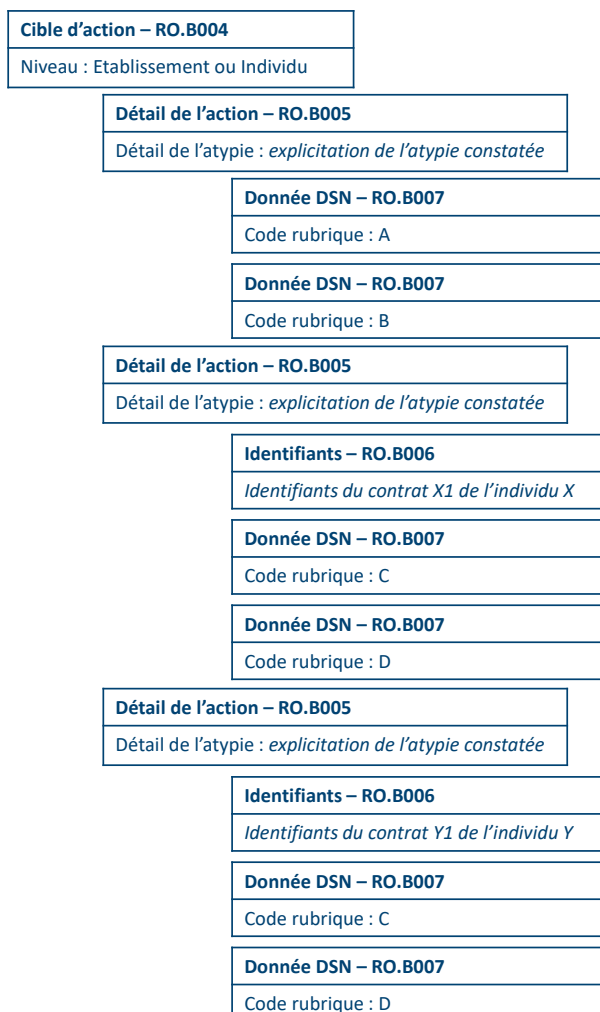 Cible d’action – RO.B004
Niveau : Etablissement ou Individu
Détail de l’action – RO.B005
Détail de l’atypie : explicitation de l’atypie constatée
Donnée DSN – RO.B007
Code rubrique : A
Donnée DSN – RO.B007
Code rubrique : B
Détail de l’action – RO.B005
Détail de l’atypie : explicitation de l’atypie constatée
Identifiants – RO.B006
Identifiants du contrat X1 de l’individu X
Donnée DSN – RO.B007
Code rubrique : C
Donnée DSN – RO.B007
Code rubrique : D
Détail de l’action – RO.B005
Détail de l’atypie : explicitation de l’atypie constatée
Identifiants – RO.B006
Identifiants du contrat Y1 de l’individu Y
Donnée DSN – RO.B007
Code rubrique : C
Donnée DSN – RO.B007
Code rubrique : D